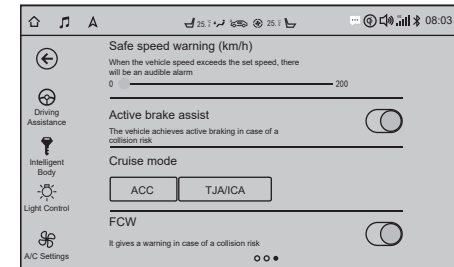 25.5
25.5
08:03
Safe speed warning (km/h)
When the vehicle speed exceeds the set speed, there
will be an audible alarm
0
200
Driving
Assistance
Active brake assist
The vehicle achieves active braking in case of a
collision risk
Intelligent
Body
Cruise mode
ACC
TJA/ICA
Light Control
FCW
It gives a warning in case of a collision risk
A/C Settings